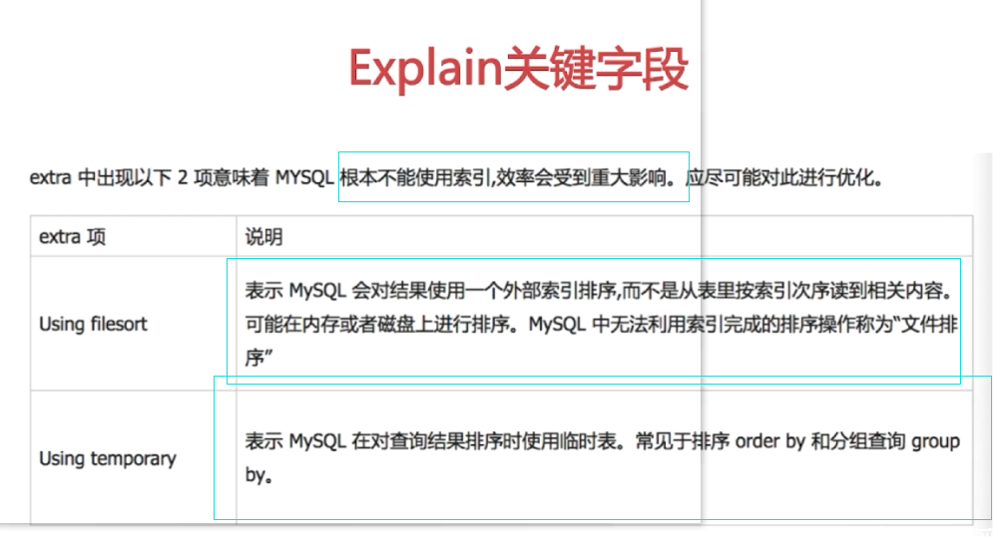 Explain关键字段
extra 中出现以下 2 项意味着 MYSQL 根本不能使用索引,效率会受到重大影响。应尽可能对此进行优化。
extra 项 说明
表示 MySQL 会对结果使用一个外部索引排序,而不是从表里按索引次序读到相关内容。
Using filesort 可能在内存或者磁盘上进行排序。MySQL 中无法利用索引完成的排序操作称为“文件排
序”
表示 MySQL 在对查询结果排序时使用临时表。常见于排序 order by 和分组查询 group
Using temporary
by。